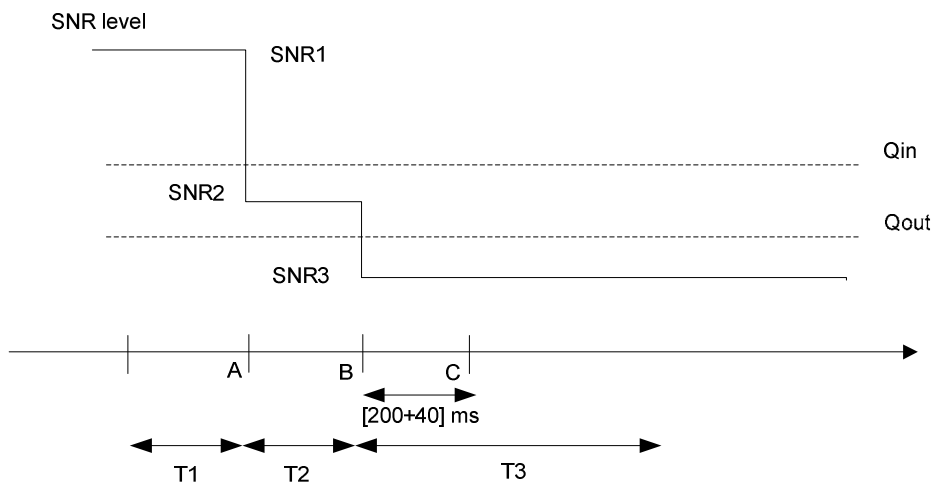 SNR level
SNR1
Qin
SNR2
Qout
SNR3
A
B
C
[200+40] ms
T1
T2
T3